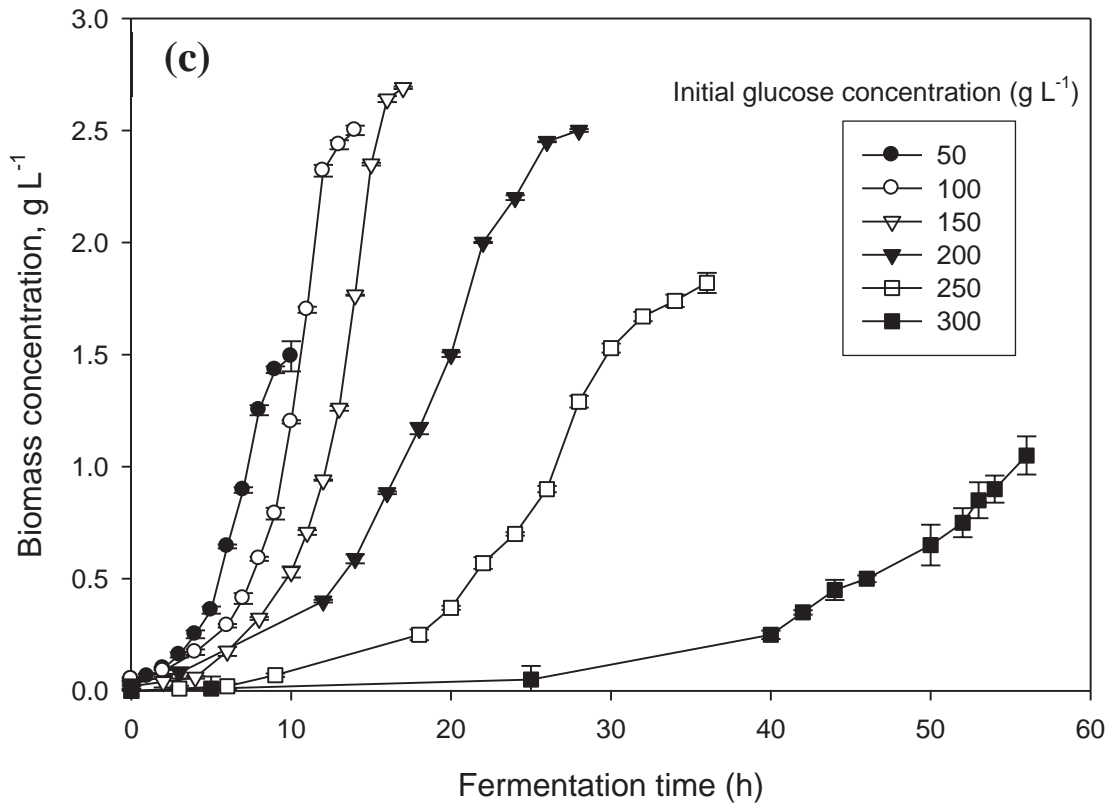 (c)
Initial glucose concentration (g L⁻¹)
50
100
150
200
250
300
Biomass concentration, g L⁻¹
3.0
2.5
2.0
1.5
1.0
0.5
0.0
0 10 20 30 40 50 60
Fermentation time (h)